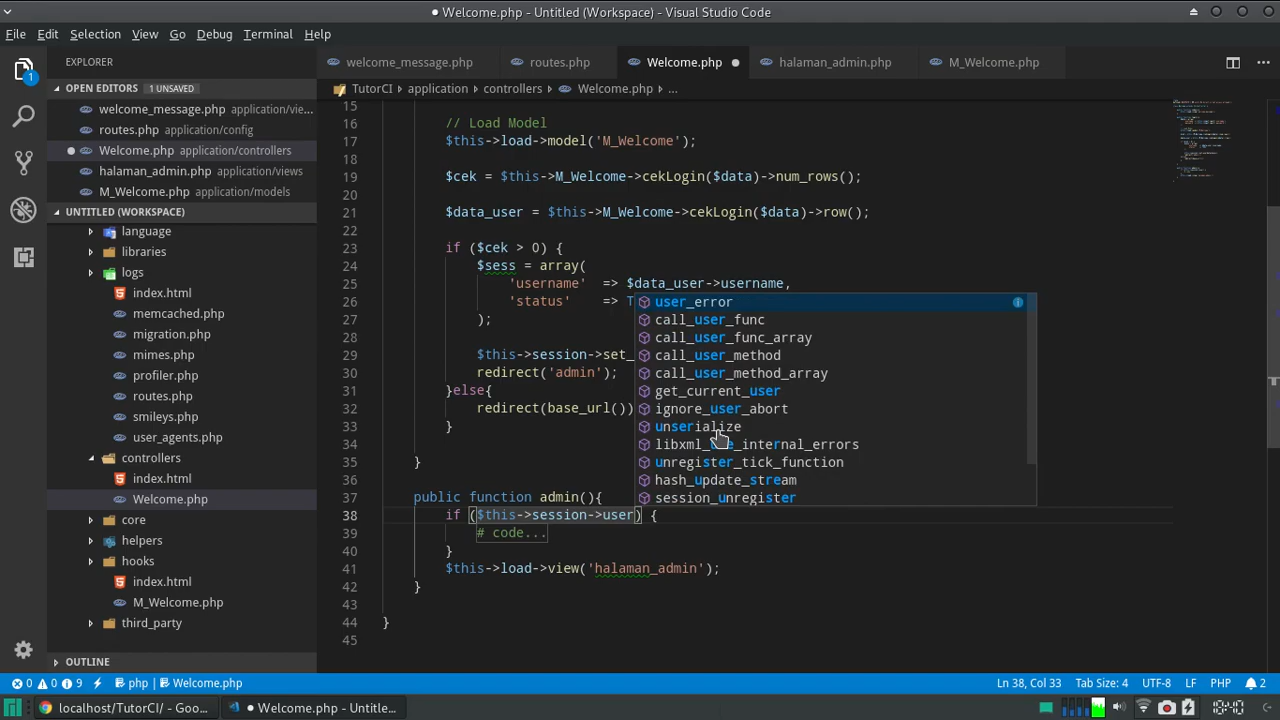 Welcome.php - Untitled (Workspace) - Visual Studio Code
File Edit Selection View Go Debug Terminal Help
EXPLORER
welcome_message.php
routes.php
Welcome.php
halaman_admin.php
M_Welcome.php
OPEN EDITORS 1 UNSAVED
TutorCI > application > controllers > Welcome.php > ...
welcome_message.php application/vie...
routes.php application/config
Welcome.php application/controllers
halaman_admin.php application/views
M_Welcome.php application/models
UNTITLED (WORKSPACE)
language
libraries
logs
index.html
memcached.php
migration.php
mimes.php
profiler.php
routes.php
smileys.php
user_agents.php
controllers
index.html
Welcome.php
core
helpers
hooks
index.html
M_Welcome.php
third_party
OUTLINE
1
15
16 // Load Model
17 $this->load->model('M_Welcome');
18
19 $cek = $this->M_Welcome->cekLogin($data)->num_rows();
20
21 $data_user = $this->M_Welcome->cekLogin($data)->row();
22
23 if ($cek > 0) {
24 $sess = array(
25 'username' => $data_user->username,
26 'status' => T
27 );
28
29 $this->session->set_
30 redirect('admin');
31 }else{
32 redirect(base_url())
33 }
34
35 }
36
37 public function admin(){
38 if ($this->session->user) {
39 # code...
40 }
41 $this->load->view('halaman_admin');
42 }
43
44 }
45
user_error
call_user_func
call_user_func_array
call_user_method
call_user_method_array
get_current_user
ignore_user_abort
unserialize
libxml_use_internal_errors
unregister_tick_function
hash_update_stream
session_unregister
0 0 9 php | Welcome.php Ln 38, Col 33 Tab Size: 4 UTF-8 LF PHP 2
localhost/TutorCI/ - Goo...
Welcome.php - Untitle...
10:40